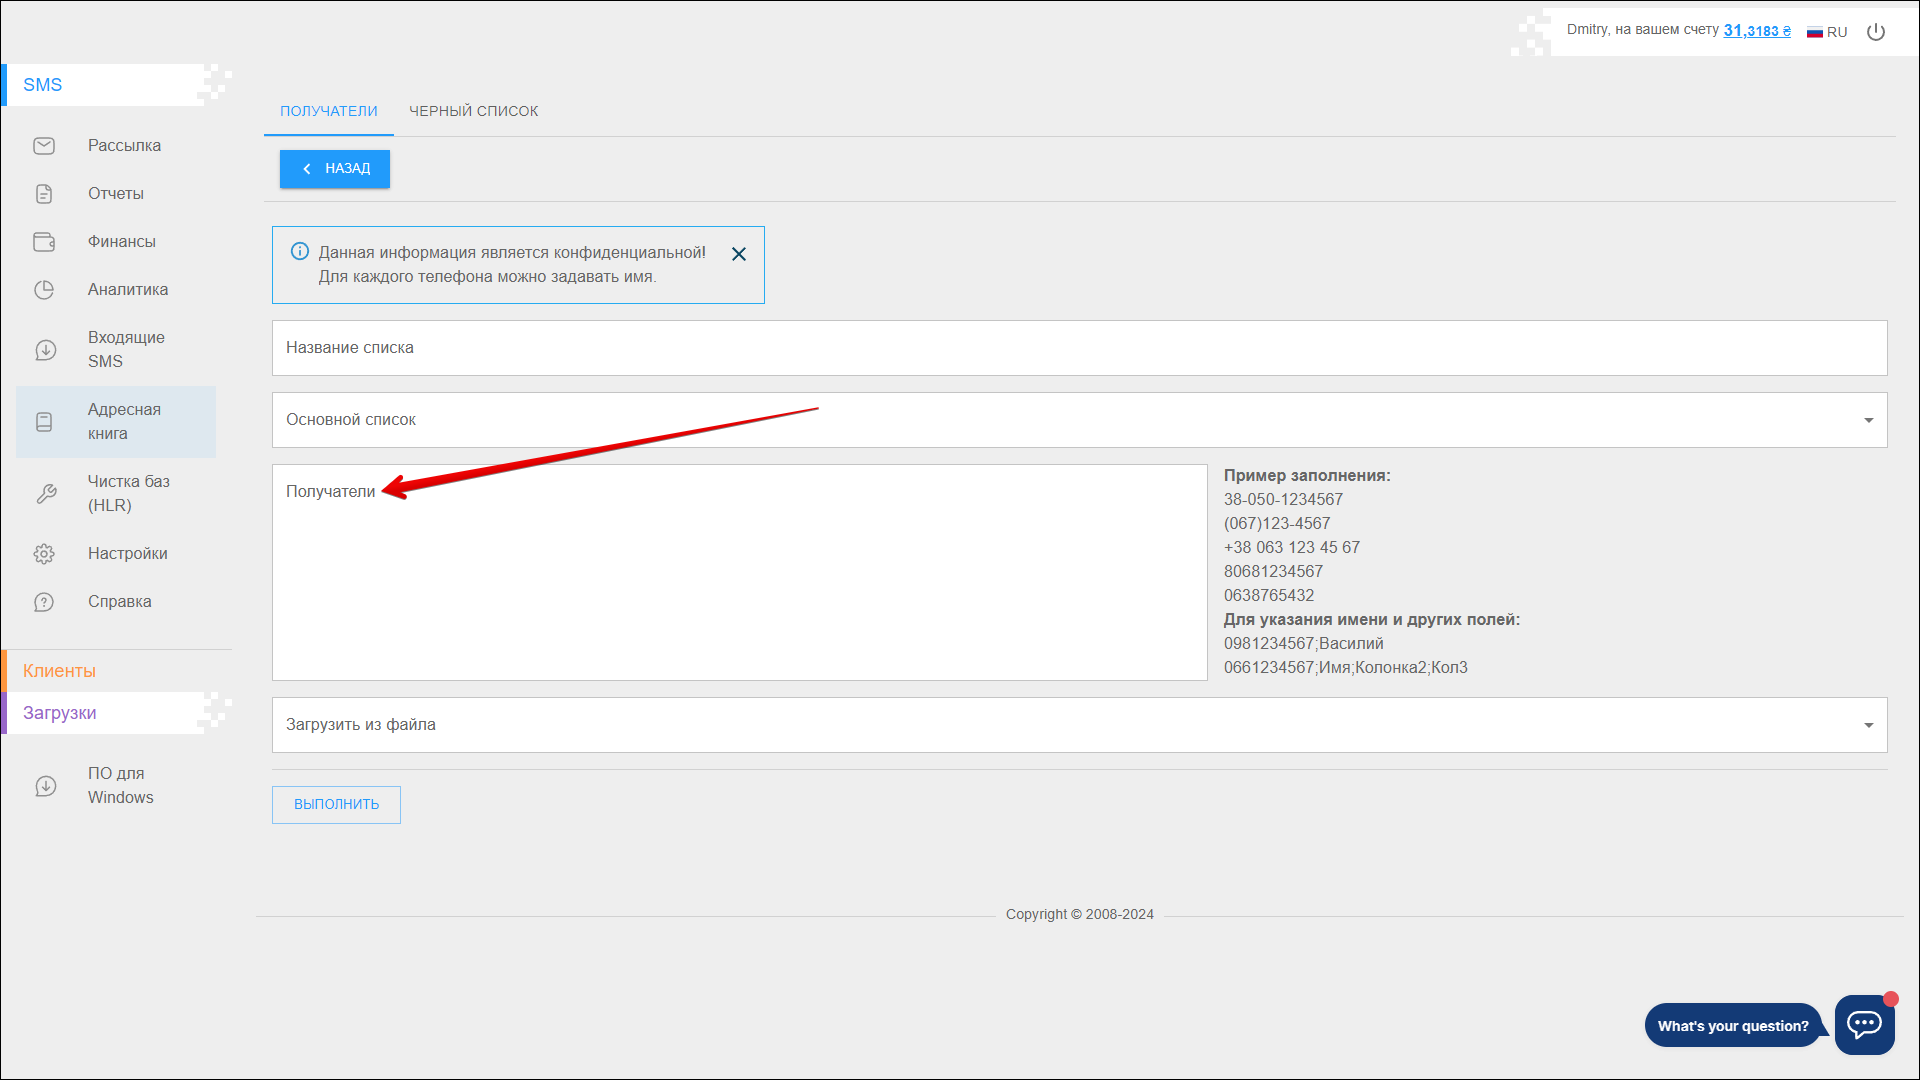 Dmitry, на вашем счету 31,3183 ₴
RU
SMS
Рассылка
Отчеты
Финансы
Аналитика
Входящие
SMS
Адресная
книга
Чистка баз
(HLR)
Настройки
Справка
Клиенты
Загрузки
ПО для
Windows
ПОЛУЧАТЕЛИ
ЧЕРНЫЙ СПИСОК
НАЗАД
Данная информация является конфиденциальной!
Для каждого телефона можно задавать имя.
Название списка
Основной список
Получатели
Пример заполнения:
38-050-1234567
(067)123-4567
+38 063 123 45 67
80681234567
0638765432
Для указания имени и других полей:
0981234567;Василий
0661234567;Имя;Колонка2;Кол3
Загрузить из файла
ВЫПОЛНИТЬ
Copyright © 2008-2024
What's your question?